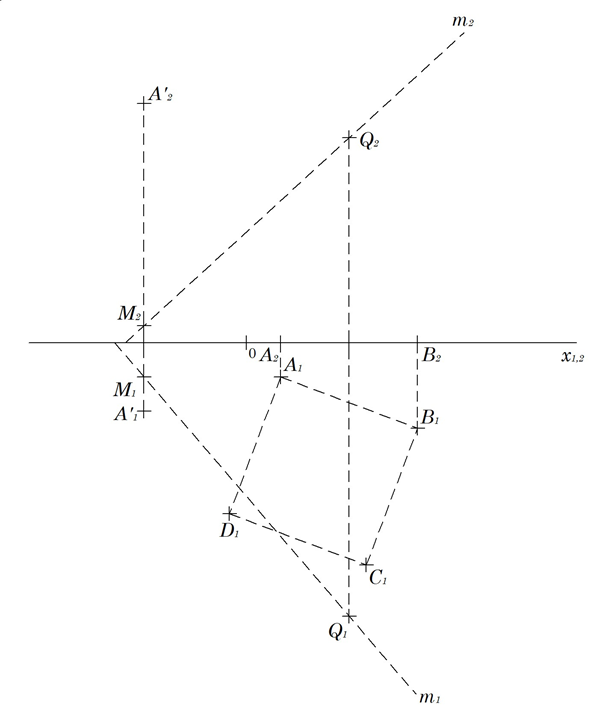 m₂
A'₂
Q₂
M₂
0 A₂ B₂ x₁,₂
A₁
M₁
A'₁
B₁
D₁
C₁
Q₁
m₁